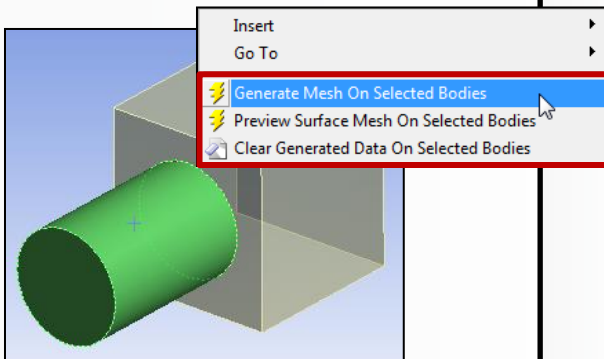 Insert
Go To
Generate Mesh On Selected Bodies
Preview Surface Mesh On Selected Bodies
Clear Generated Data On Selected Bodies